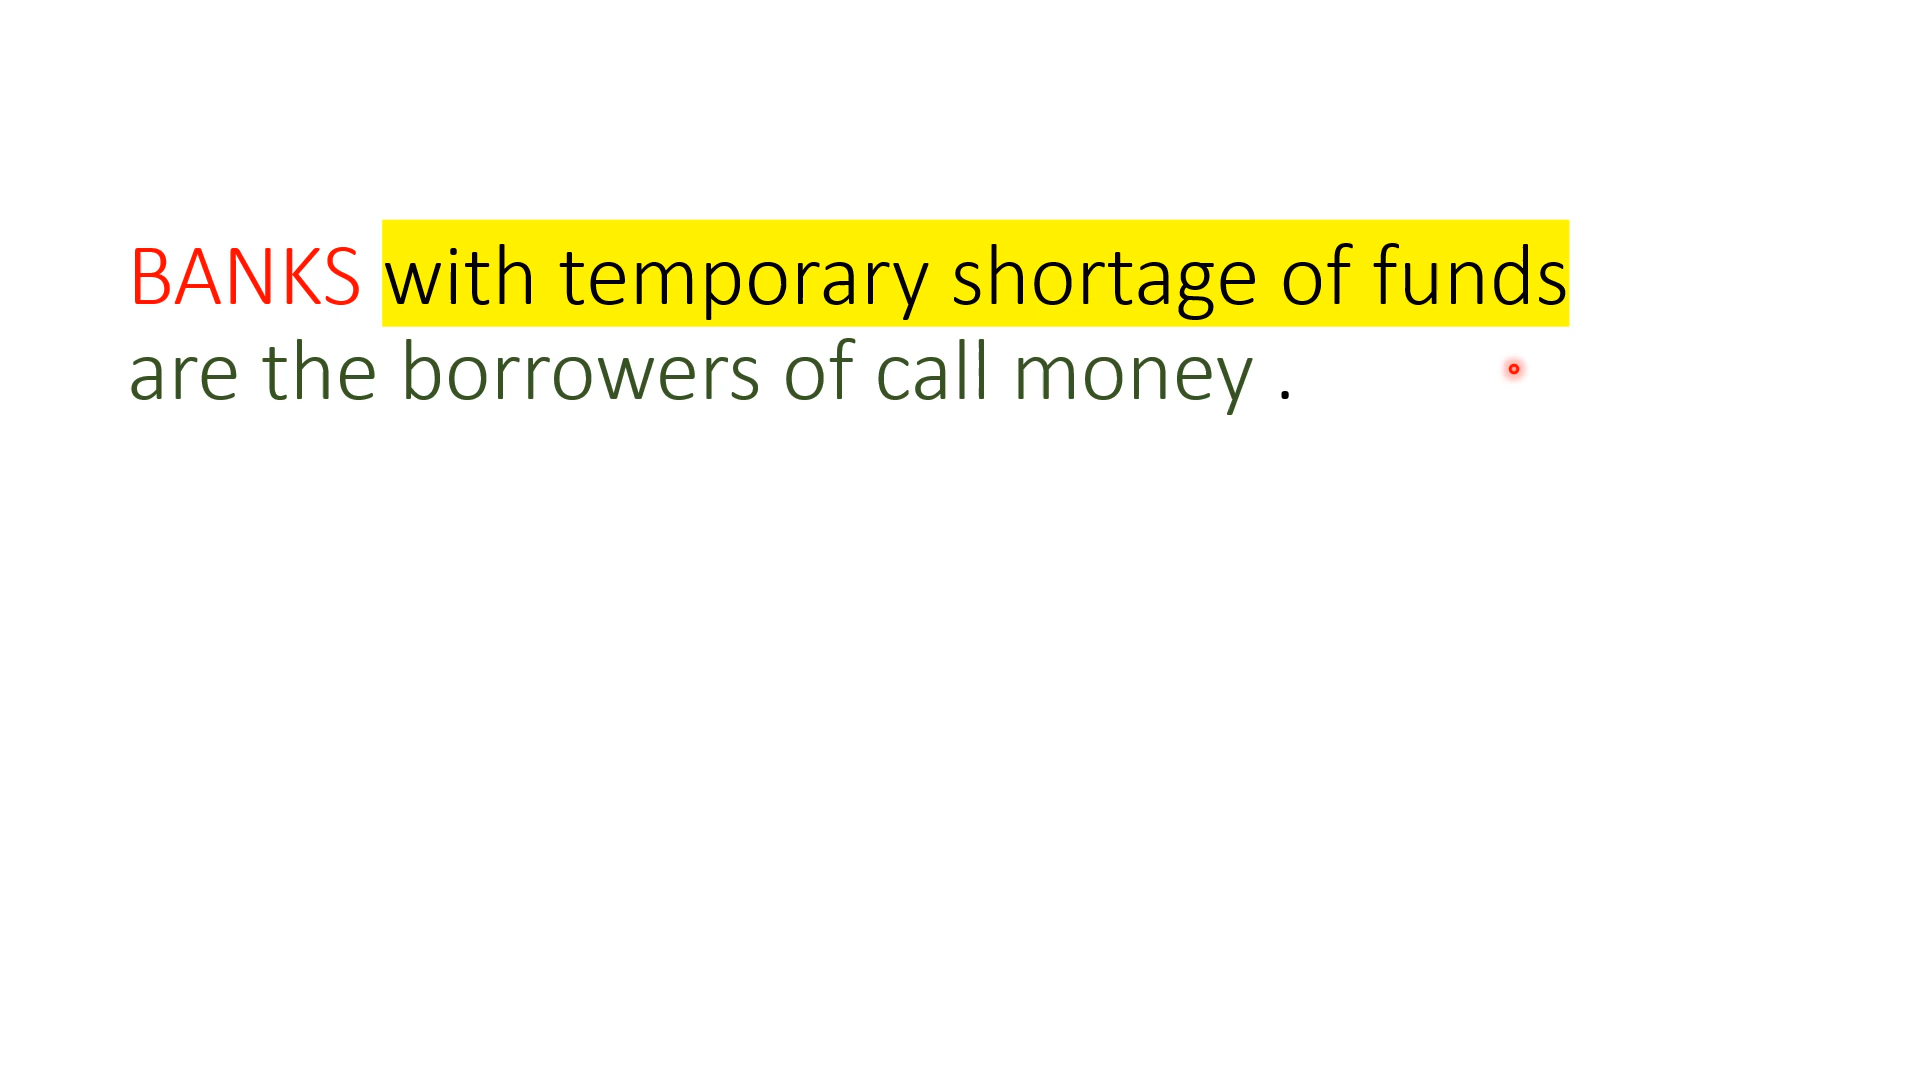 BANKS with temporary shortage of funds
are the borrowers of call money .